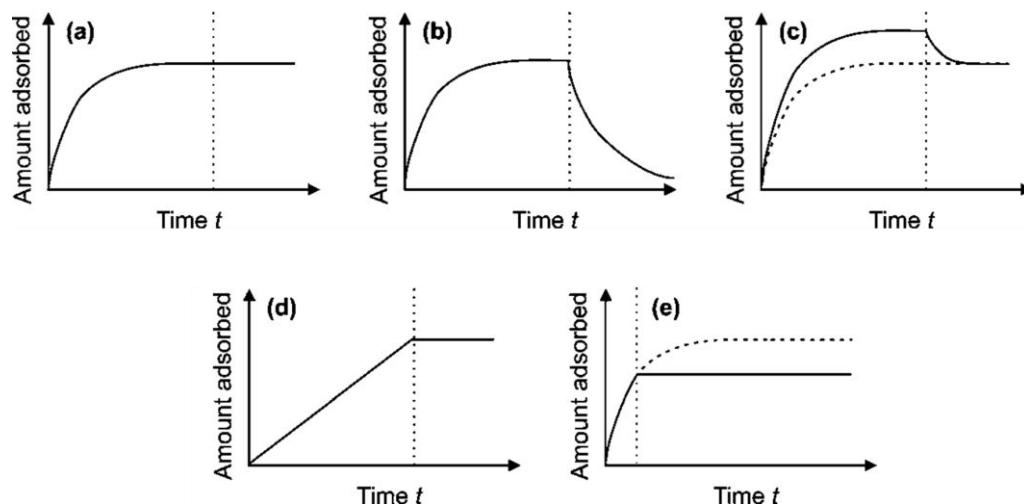 (a)
Amount adsorbed
Time t
(b)
Amount adsorbed
Time t
(c)
Amount adsorbed
Time t
(d)
Amount adsorbed
Time t
(e)
Amount adsorbed
Time t